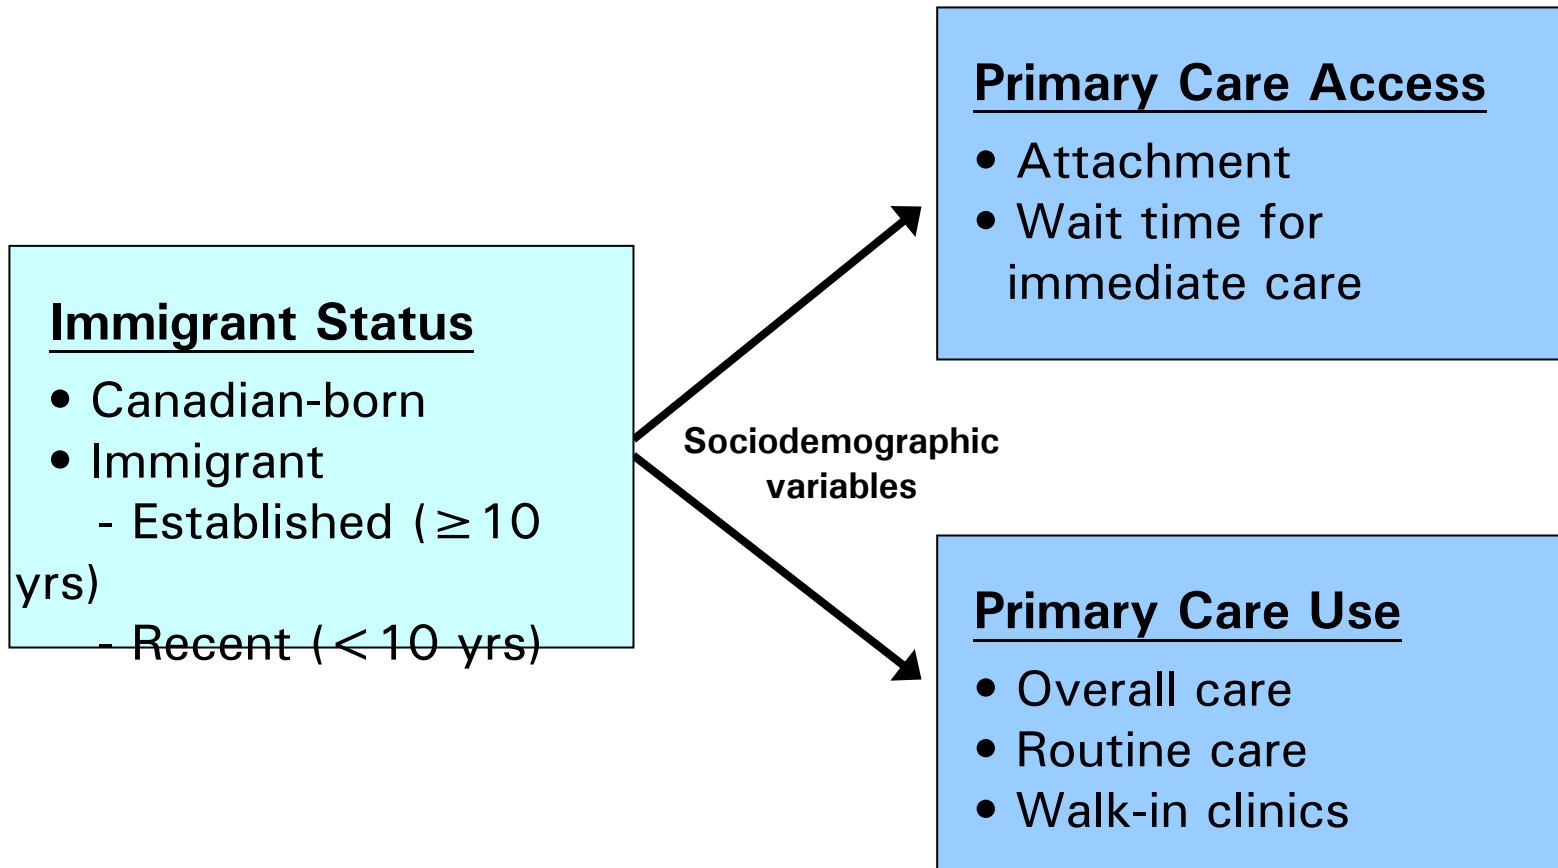 Immigrant Status
• Canadian-born
• Immigrant
- Established (≥10
yrs)
- Recent (<10 yrs)
Sociodemographic
variables
Primary Care Access
• Attachment
• Wait time for
immediate care
Primary Care Use
• Overall care
• Routine care
• Walk-in clinics